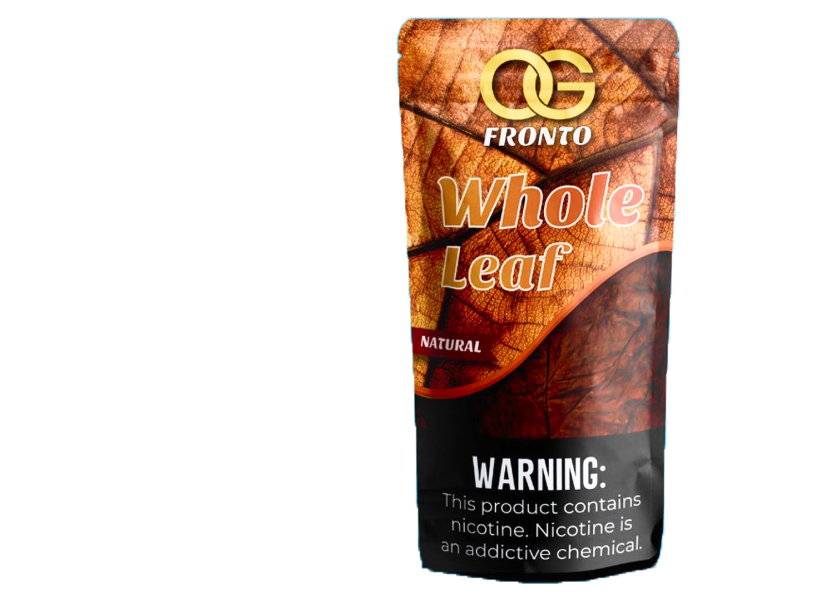 OG
FRONTO
Whole
Leaf
NATURAL
WARNING:
This product contains
nicotine. Nicotine is
an addictive chemical.